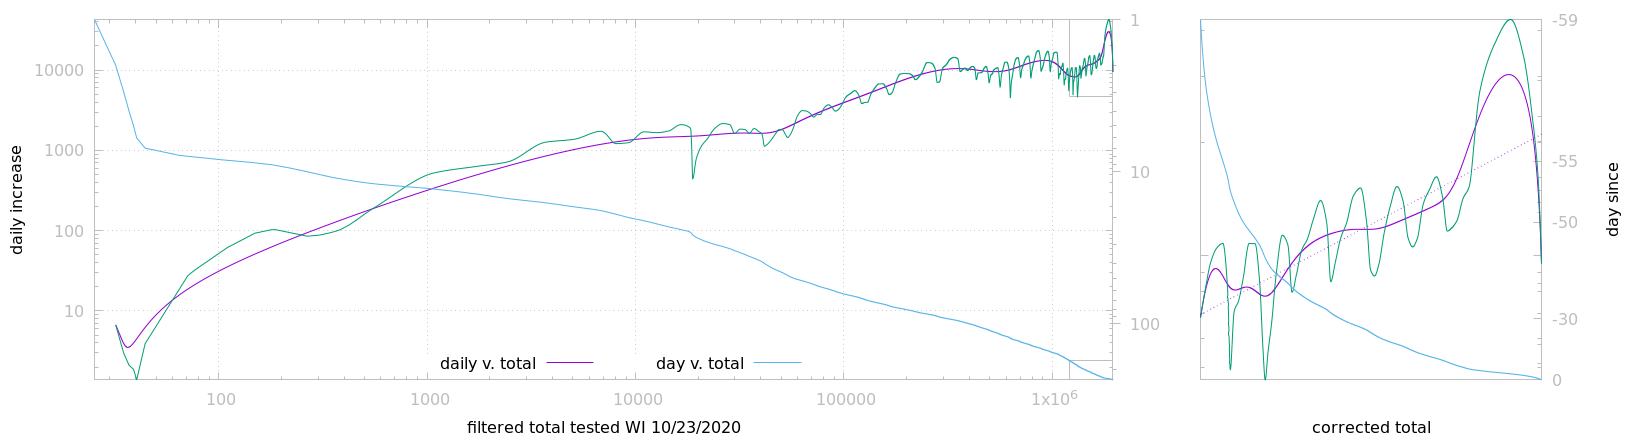 daily increase
10000
1000
100
10
100
1000
10000
100000
1x10⁶
filtered total tested WI 10/23/2020
daily v. total
day v. total
1
10
100
-59
-55
-50
-30
0
day since
corrected total